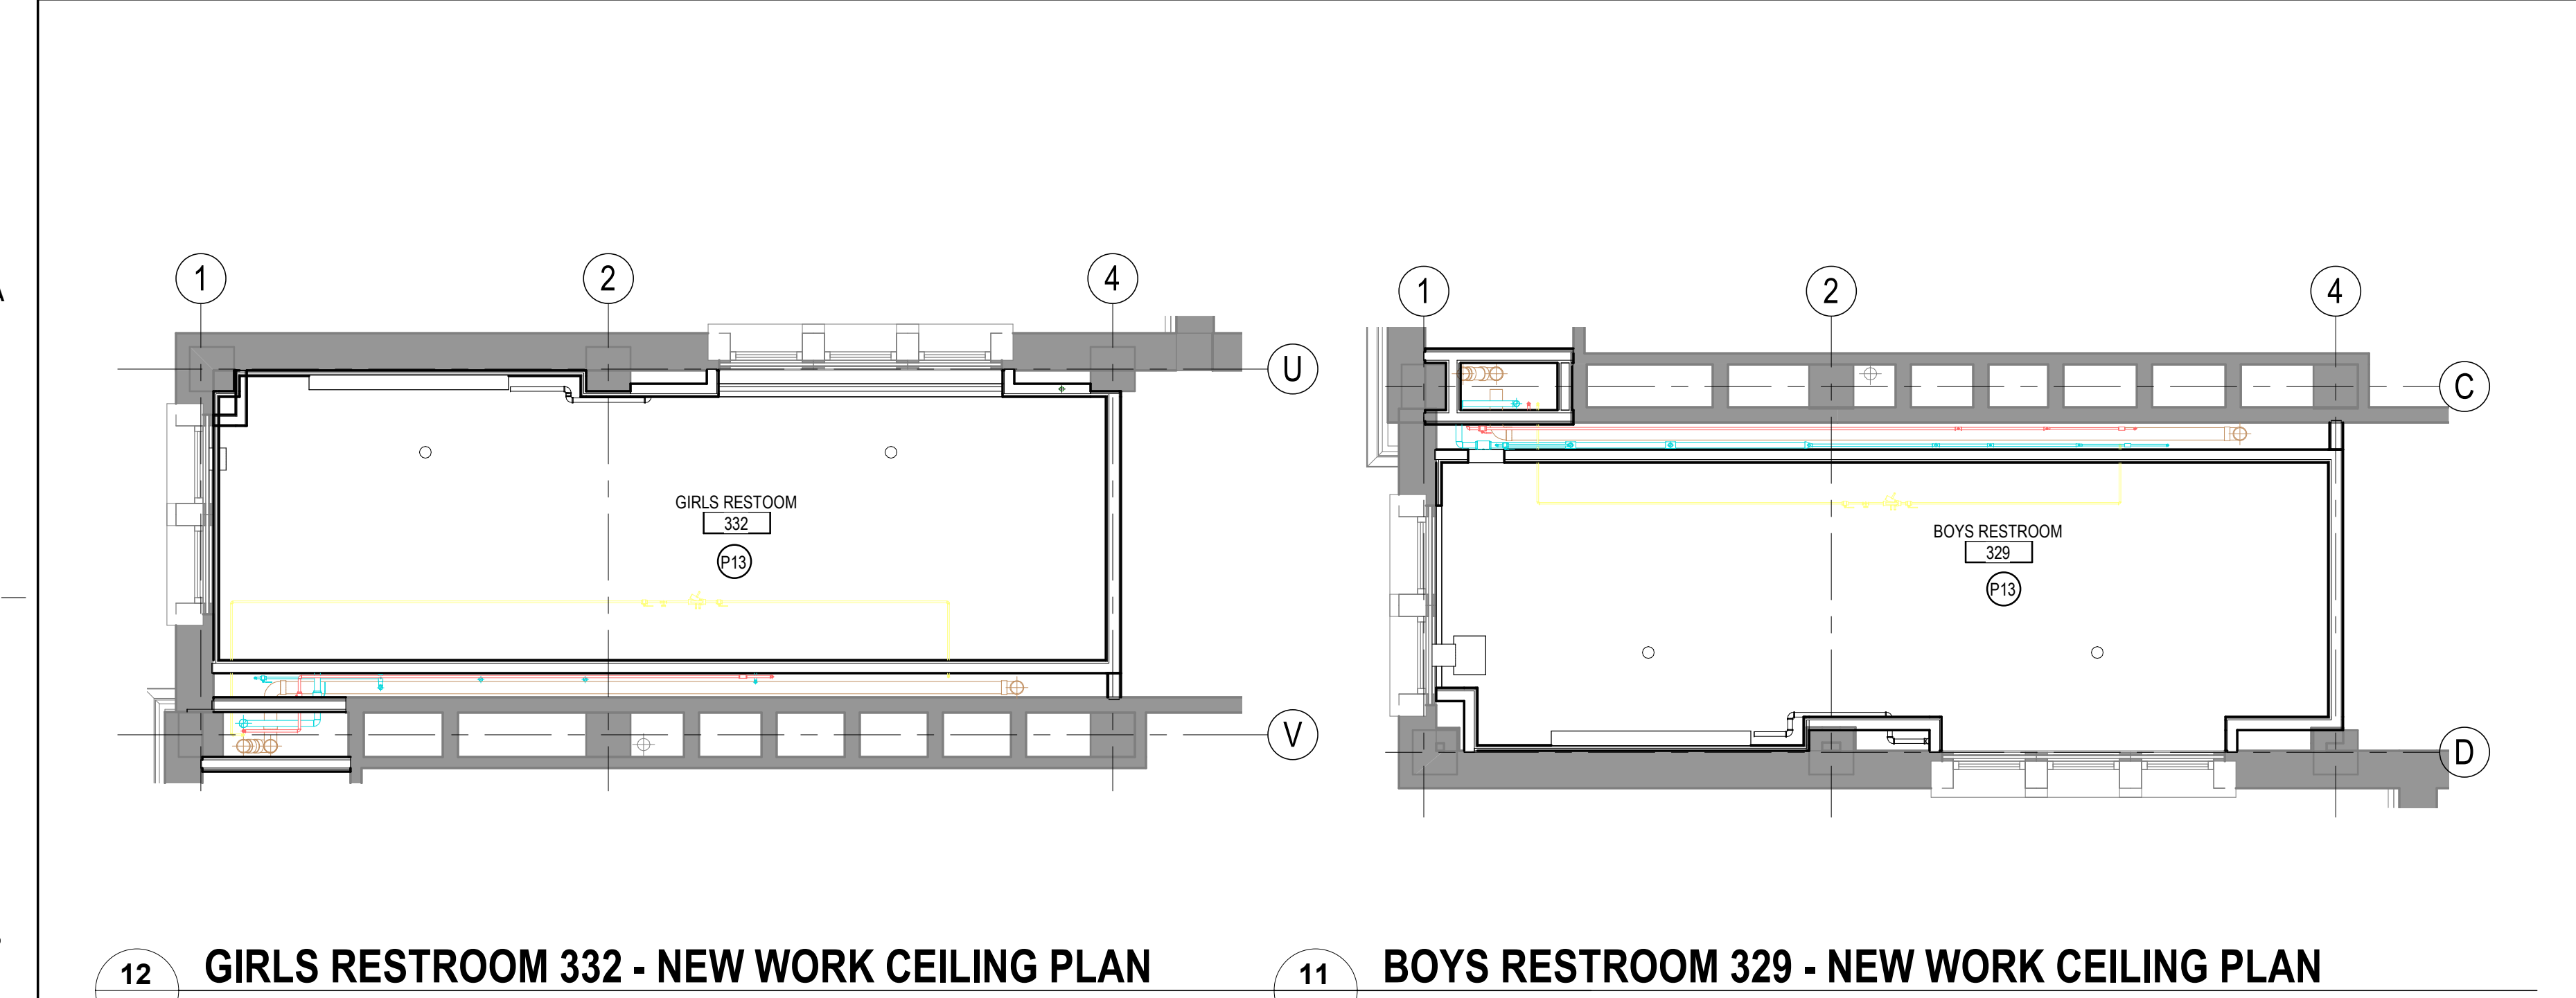 1
2
4
U
GIRLS RESTOOM
332
P13
V
1
2
4
C
BOYS RESTROOM
329
P13
D
12
GIRLS RESTROOM 332 - NEW WORK CEILING PLAN
11
BOYS RESTROOM 329 - NEW WORK CEILING PLAN